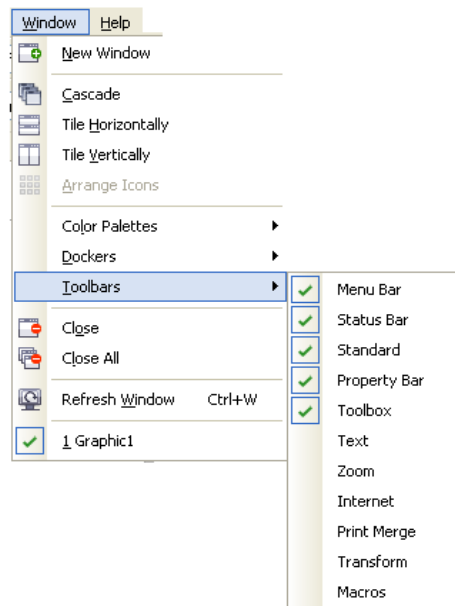 Window Help
New Window
Cascade
Tile Horizontally
Tile Vertically
Arrange Icons
Color Palettes
Dockers
Toolbars
Close
Close All
Refresh Window Ctrl+W
1 Graphic1
Menu Bar
Status Bar
Standard
Property Bar
Toolbox
Text
Zoom
Internet
Print Merge
Transform
Macros